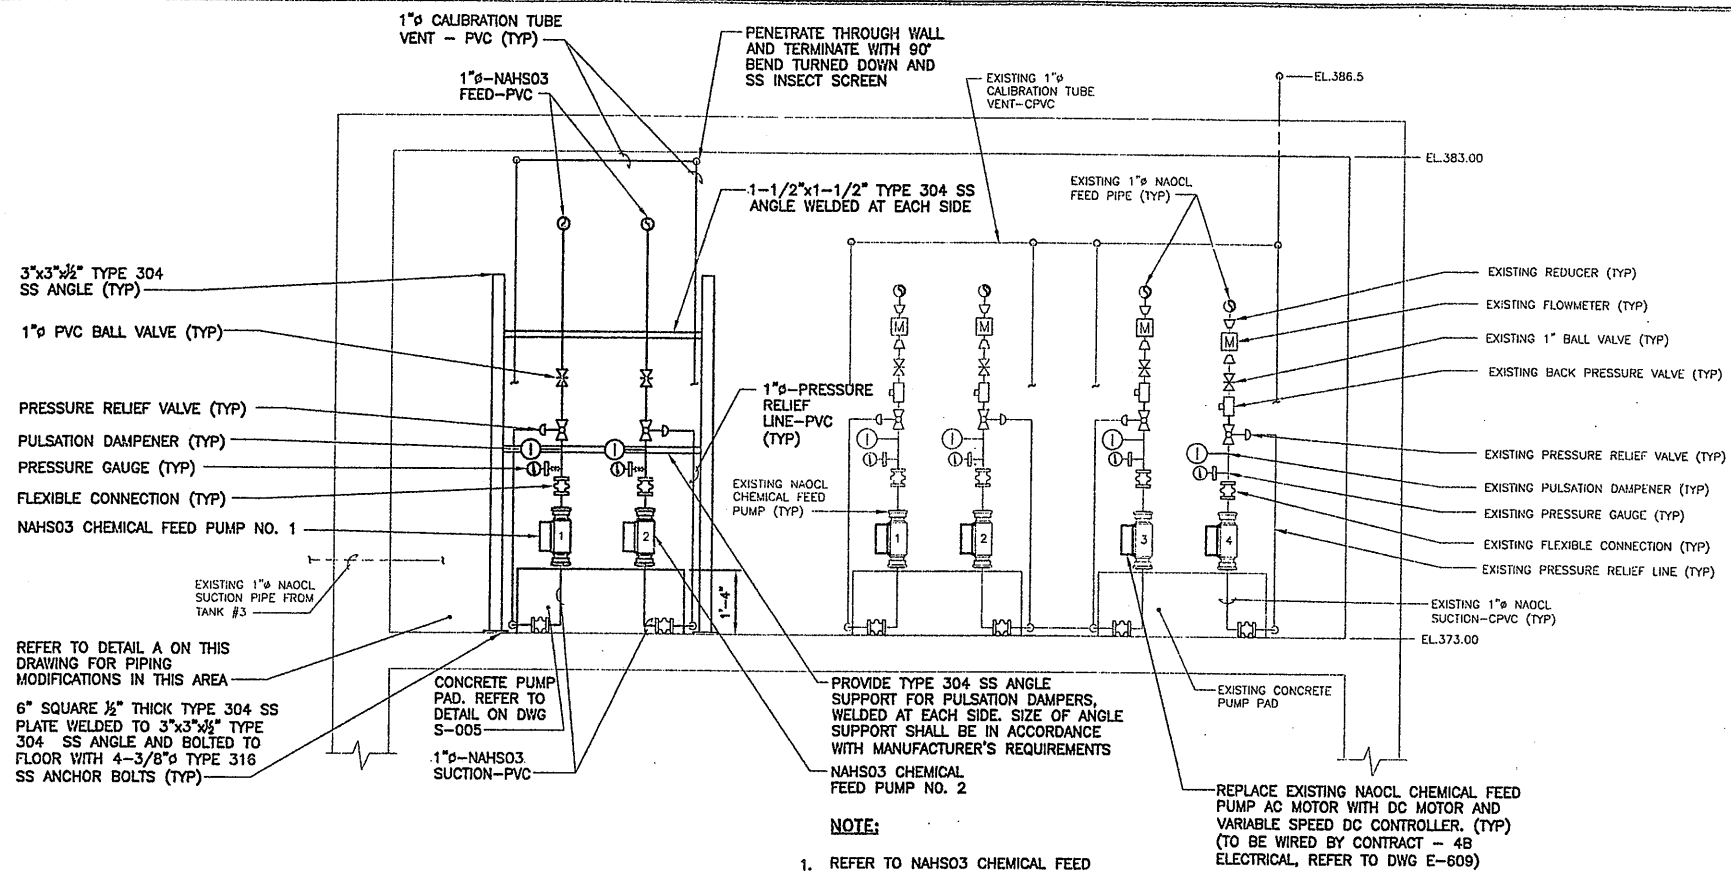 1"ø CALIBRATION TUBE
VENT - PVC (TYP)
1"ø-NAHSO3
FEED-PVC
PENETRATE THROUGH WALL
AND TERMINATE WITH 90°
BEND TURNED DOWN AND
SS INSECT SCREEN
EXISTING 1"ø
CALIBRATION TUBE
VENT-CPVC
EL.386.5
EL.383.00
1-1/2"x1-1/2" TYPE 304 SS
ANGLE WELDED AT EACH SIDE
EXISTING 1"ø NAOCL
FEED PIPE (TYP)
3"x3"x½" TYPE 304
SS ANGLE (TYP)
1"ø PVC BALL VALVE (TYP)
PRESSURE RELIEF VALVE (TYP)
PULSATION DAMPENER (TYP)
PRESSURE GAUGE (TYP)
FLEXIBLE CONNECTION (TYP)
NAHSO3 CHEMICAL FEED PUMP NO. 1
EXISTING 1"ø NAOCL
SUCTION PIPE FROM
TANK #3
REFER TO DETAIL A ON THIS
DRAWING FOR PIPING
MODIFICATIONS IN THIS AREA
6" SQUARE ½" THICK TYPE 304 SS
PLATE WELDED TO 3"x3"x½" TYPE
304 SS ANGLE AND BOLTED TO
FLOOR WITH 4-3/8"ø TYPE 316
SS ANCHOR BOLTS (TYP)
1
2
1'-4"
1"ø-PRESSURE
RELIEF
LINE-PVC
(TYP)
EXISTING NAOCL
CHEMICAL FEED
PUMP (TYP)
M
M
M
M
1
2
3
4
EXISTING REDUCER (TYP)
EXISTING FLOWMETER (TYP)
EXISTING 1" BALL VALVE (TYP)
EXISTING BACK PRESSURE VALVE (TYP)
EXISTING PRESSURE RELIEF VALVE (TYP)
EXISTING PULSATION DAMPENER (TYP)
EXISTING PRESSURE GAUGE (TYP)
EXISTING FLEXIBLE CONNECTION (TYP)
EXISTING PRESSURE RELIEF LINE (TYP)
EXISTING 1"ø NAOCL
SUCTION-CPVC (TYP)
EL.373.00
CONCRETE PUMP
PAD. REFER TO
DETAIL ON DWG
S-005
1"ø-NAHSO3
SUCTION-PVC
PROVIDE TYPE 304 SS ANGLE
SUPPORT FOR PULSATION DAMPERS,
WELDED AT EACH SIDE. SIZE OF ANGLE
SUPPORT SHALL BE IN ACCORDANCE
WITH MANUFACTURER'S REQUIREMENTS
NAHSO3 CHEMICAL
FEED PUMP NO. 2
EXISTING CONCRETE
PUMP PAD
REPLACE EXISTING NAOCL CHEMICAL FEED
PUMP AC MOTOR WITH DC MOTOR AND
VARIABLE SPEED DC CONTROLLER. (TYP)
(TO BE WIRED BY CONTRACT - 4B
ELECTRICAL, REFER TO DWG E-609)
NOTE:
1. REFER TO NAHSO3 CHEMICAL FEED